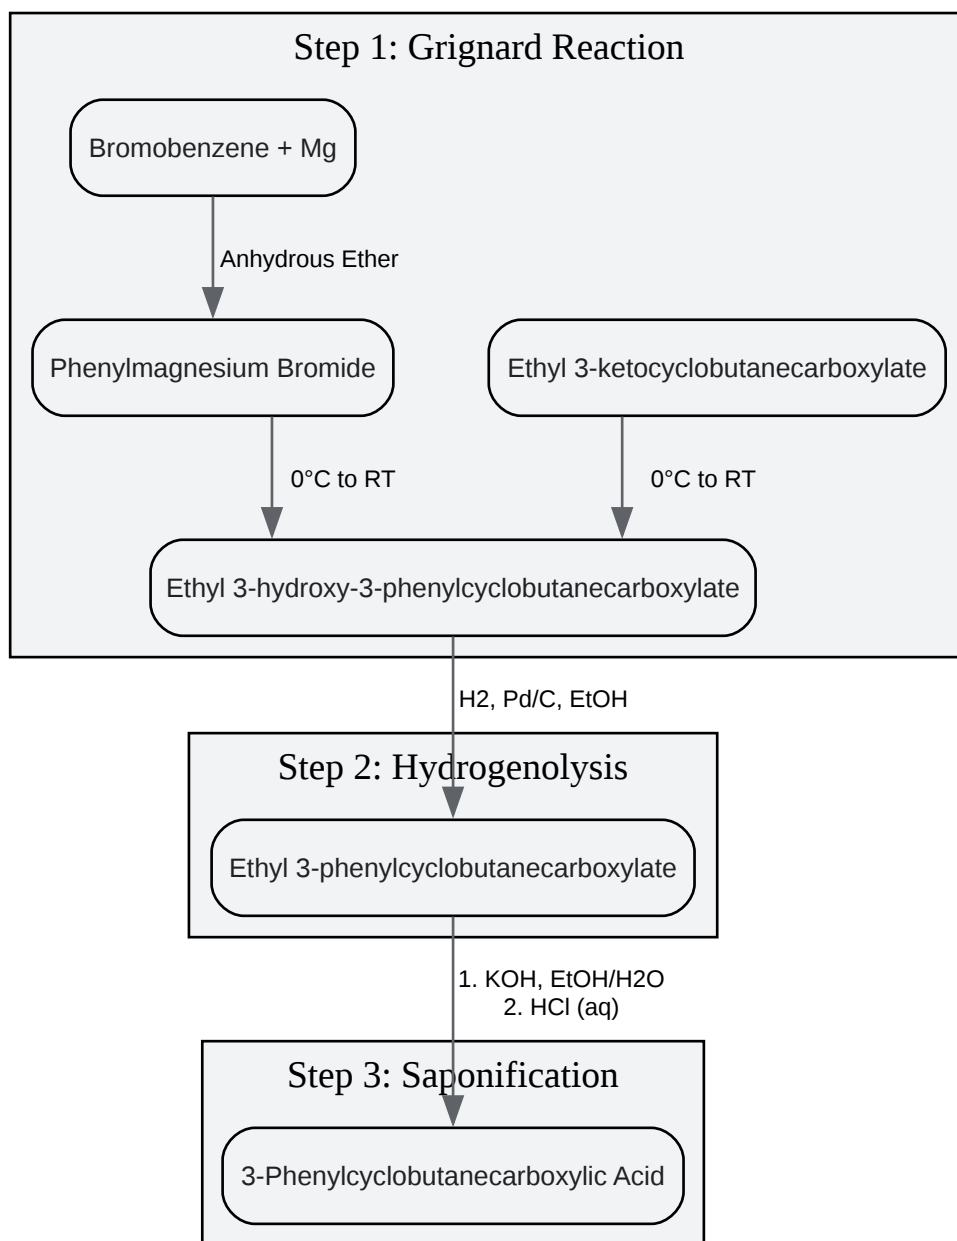 Step 1: Grignard Reaction
Bromobenzene + Mg
Anhydrous Ether
Phenylmagnesium Bromide
Ethyl 3-ketocyclobutanecarboxylate
0°C to RT
0°C to RT
Ethyl 3-hydroxy-3-phenylcyclobutanecarboxylate
H2, Pd/C, EtOH
Step 2: Hydrogenolysis
Ethyl 3-phenylcyclobutanecarboxylate
1. KOH, EtOH/H2O
2. HCl (aq)
Step 3: Saponification
3-Phenylcyclobutanecarboxylic Acid